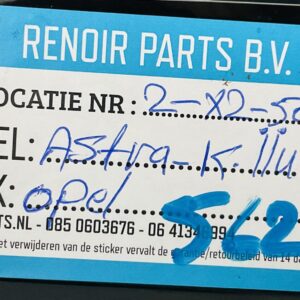 RENOIR PARTS B.V.
OCATIE NR : 2-X2-5
EL: Astra-K
K: Opel
TS.NL - 085 0603676 - 06 4134 994
562
et verwijderen van de sticker vervalt de garantie/retourbeleid van 14 da